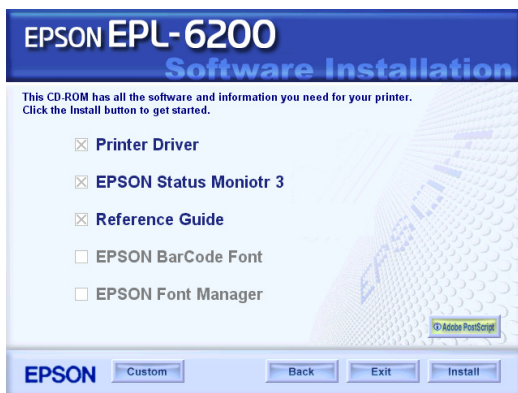 EPSON EPL-6200
Software Installation
This CD-ROM has all the software and information you need for your printer.
Click the Install button to get started.
Printer Driver
EPSON Status Moniotr 3
Reference Guide
EPSON BarCode Font
EPSON Font Manager
EPSON
Adobe PostScript
EPSON
Custom
Back
Exit
Install